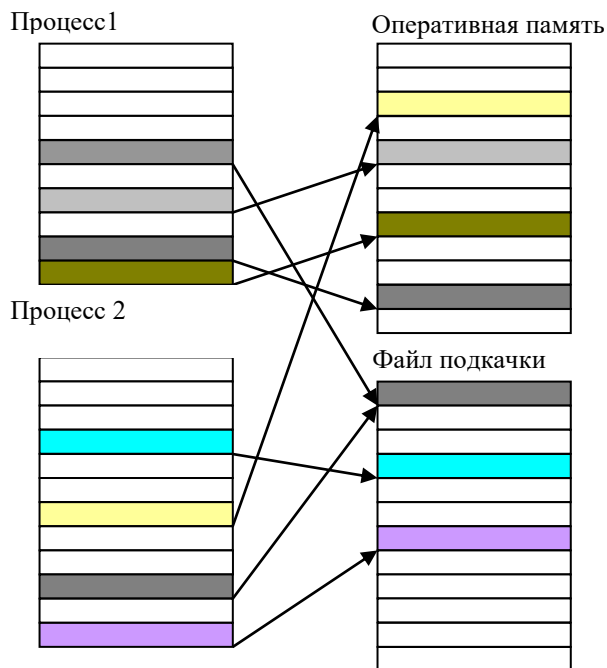 Процесс1
Оперативная память
Процесс 2
Файл подкачки